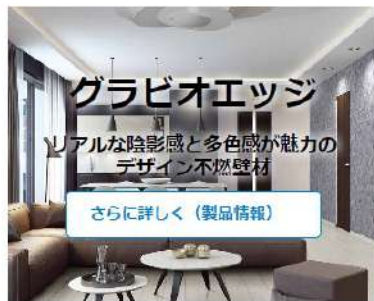 グラビオエッジ
リアルな陰影感と多色感が魅力の
デザイン不燃壁材
さらに詳しく（製品情報）